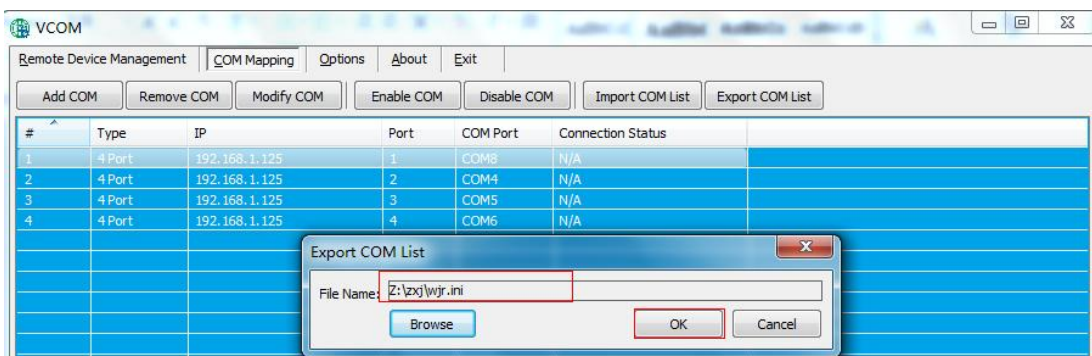 VCOM
Remote Device Management COM Mapping Options About Exit
Add COM Remove COM Modify COM Enable COM Disable COM Import COM List Export COM List
# Type IP Port COM Port Connection Status
1 4 Port 192.168.1.125 1 COM8 N/A
2 4 Port 192.168.1.125 2 COM4 N/A
3 4 Port 192.168.1.125 3 COM5 N/A
4 4 Port 192.168.1.125 4 COM6 N/A
Export COM List
File Name: Z:\zxj\wjr.ini
Browse OK Cancel